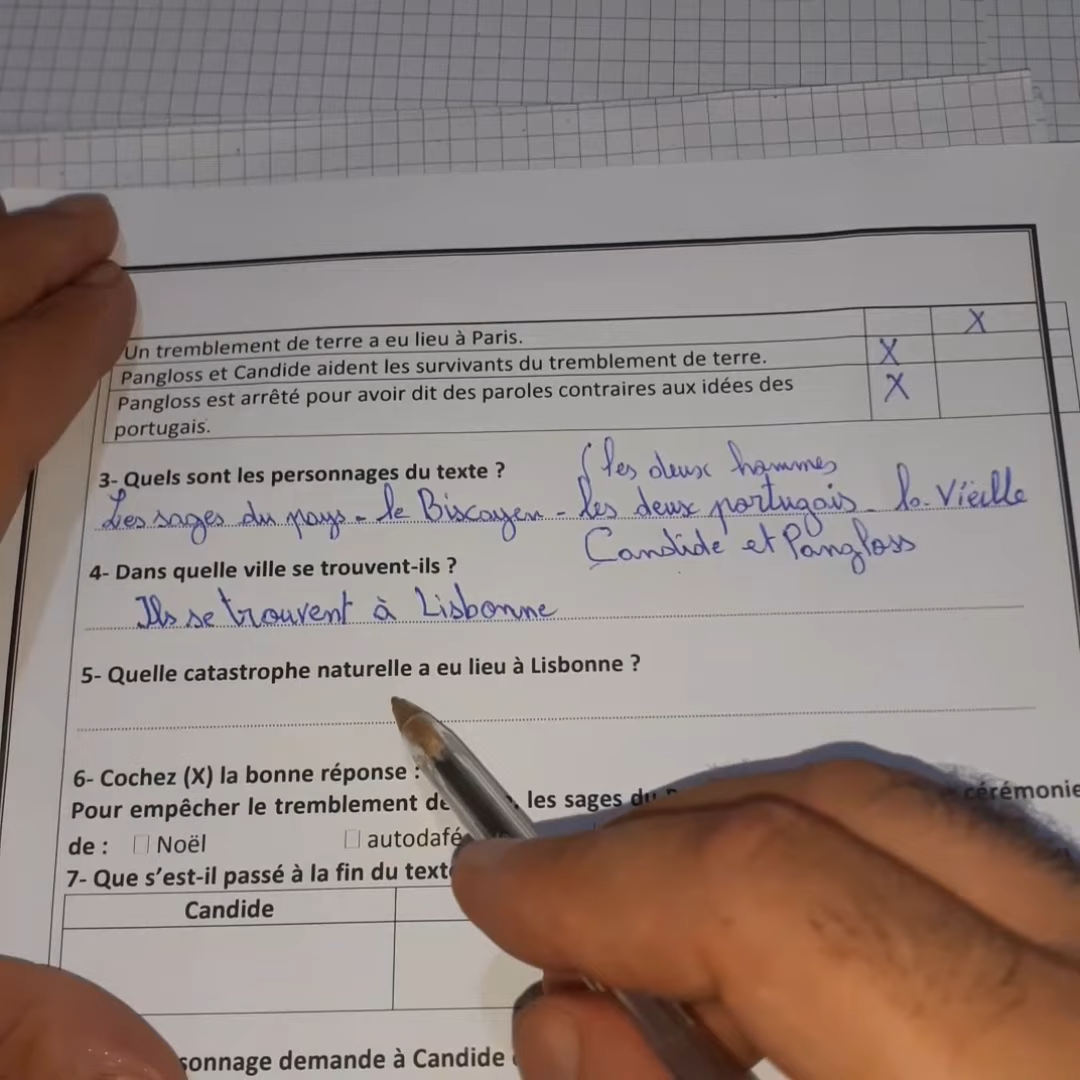 Un tremblement de terre a eu lieu à Paris. X
Pangloss et Candide aident les survivants du tremblement de terre. X
Pangloss est arrêté pour avoir dit des paroles contraires aux idées des X
portugais.
3- Quels sont les personnages du texte ?
(les deux hommes
Les sages du pays - le Biscayen - les deux portugais - la Vieille
Candide et Pangloss
4- Dans quelle ville se trouvent-ils ?
Ils se trouvent à Lisbonne
5- Quelle catastrophe naturelle a eu lieu à Lisbonne ?
6- Cochez (X) la bonne réponse :
Pour empêcher le tremblement de les sages du cérémonie
de : ☐ Noël ☐ autodafé
7- Que s'est-il passé à la fin du
Candide
demande à Candide